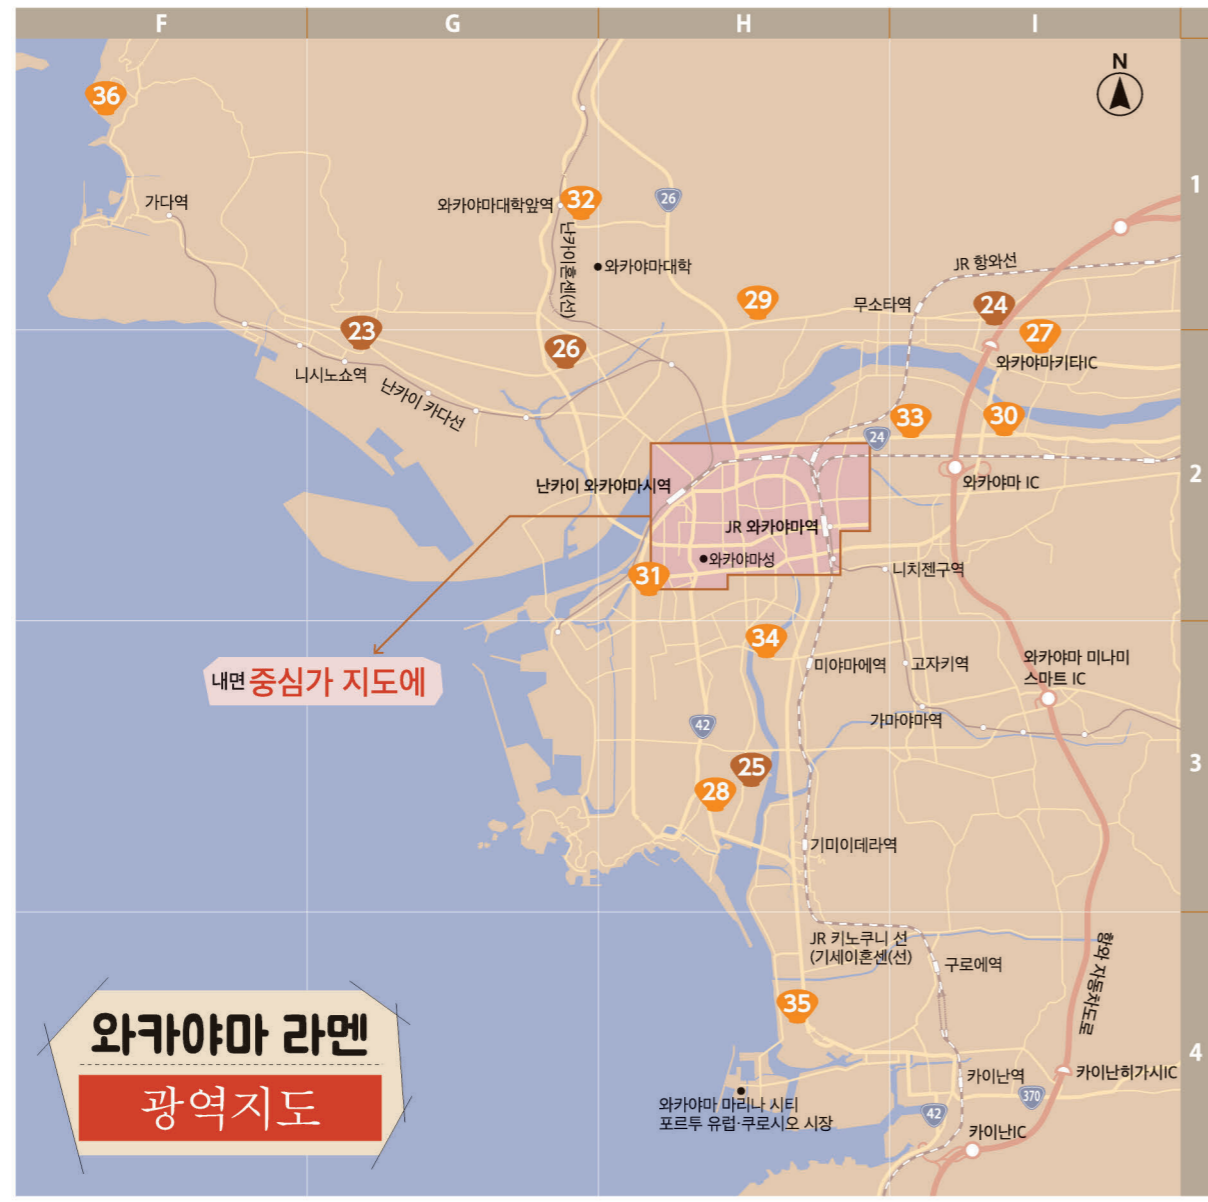 F
G
H
I
N
36
1
가다역
와카야마대학앞역
32
26
난카이혼센(선)
와카야마대학
JR 항와선
29
무소타역
24
23
26
27
니시노쇼역
와카야마키타IC
난카이 카다선
33
30
24
2
난카이 와카야마시역
와카야마 IC
JR 와카야마역
와카야마성
니치젠구역
31
34
미야마에역
고자키역
와카야마 미나미
스마트 IC
내면 중심가 지도에
42
가마야마역
25
3
28
기미이데라역
JR 키노쿠니 선
(기세이혼센(선)
구로에역
항와 자동차도로
35
와카야마 라멘
광역지도
4
카이난역
카이난히가시IC
370
와카야마 마리나 시티
포르투 유럽·쿠로시오 시장
42
카이난IC